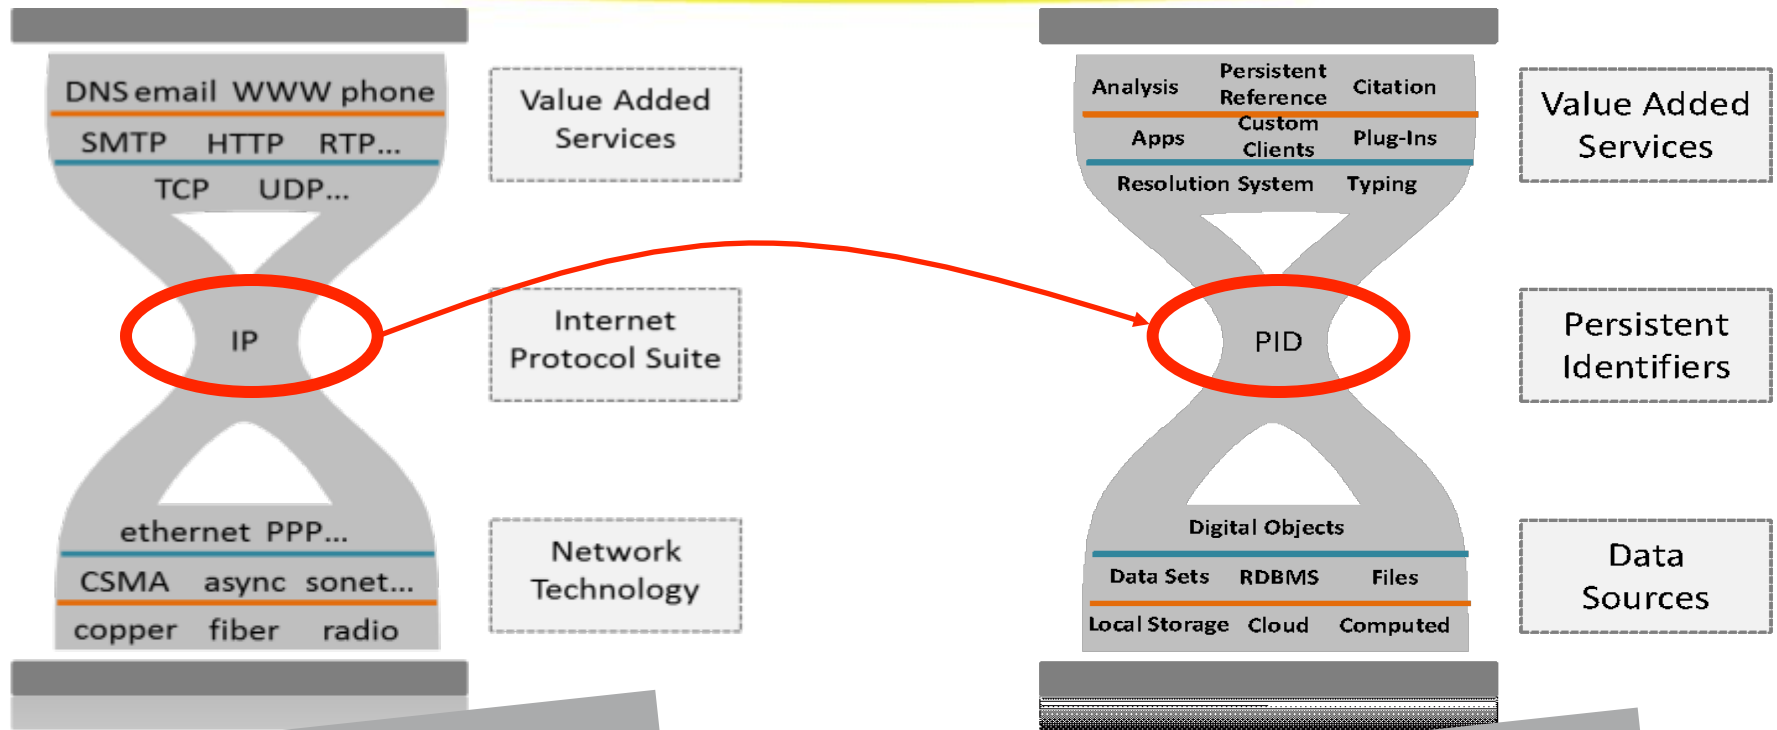 DNS email WWW phone
SMTP HTTP RTP...
TCP UDP...
IP
ethernet PPP...
CSMA async sonet...
copper fiber radio
Value Added
Services
Internet
Protocol Suite
Network
Technology
Analysis Persistent Reference Citation
Apps Custom Clients Plug-Ins
Resolution System Typing
PID
Digital Objects
Data Sets RDBMS Files
Local Storage Cloud Computed
Value Added
Services
Persistent
Identifiers
Data
Sources